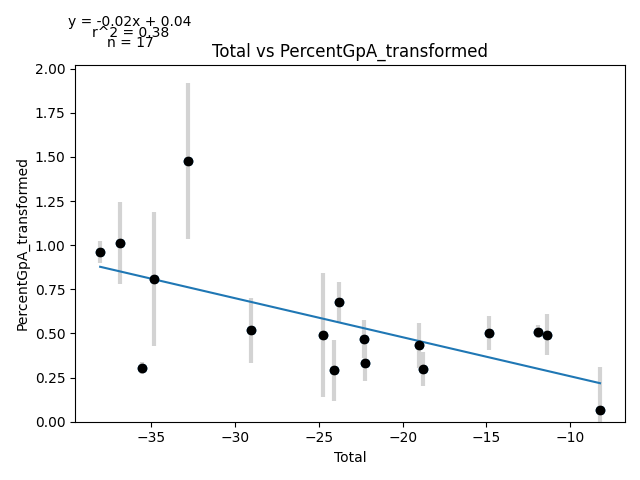 y = -0.02x + 0.04
r^2 = 0.38
n = 17
Total vs PercentGpA_transformed
2.00
1.75
1.50
1.25
1.00
0.75
0.50
0.25
0.00
PercentGpA_transformed
−35
−30
−25
−20
−15
−10
Total